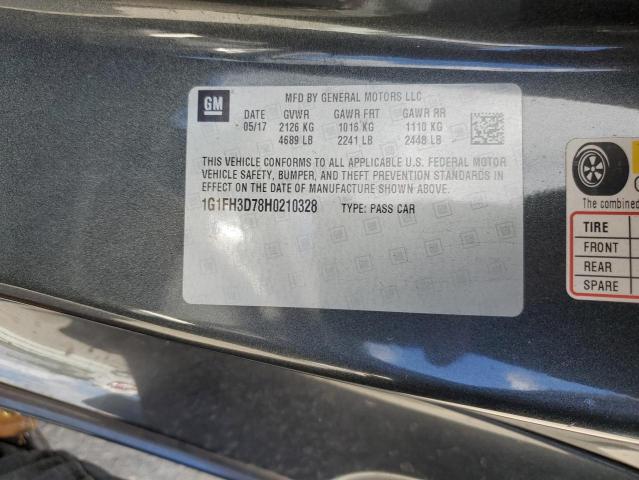 GM
MFD BY GENERAL MOTORS LLC
DATE GVWR GAWR FRT GAWR RR
05/17 2126 KG 1016 KG 1110 KG
4689 LB 2241 LB 2448 LB
THIS VEHICLE CONFORMS TO ALL APPLICABLE U.S. FEDERAL MOTOR
VEHICLE SAFETY, BUMPER, AND THEFT PREVENTION STANDARDS
IN EFFECT ON THE DATE OF MANUFACTURE SHOWN ABOVE.
1G1FH3D78H0210328 TYPE: PASS CAR
The combined
TIRE
FRONT
REAR
SPARE